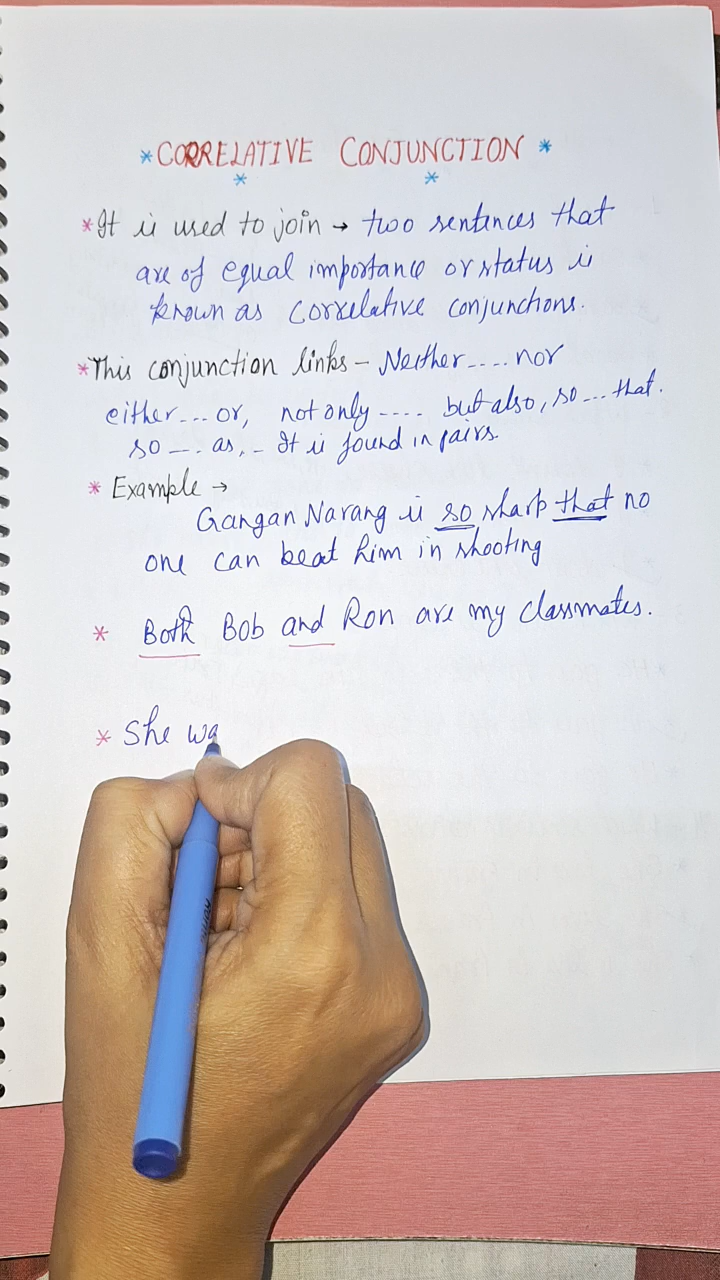 *CORRELATIVE CONJUNCTION*
* *
*It is used to join → two sentences that
are of equal importance or status is
known as correlative conjunctions.
*This conjunction links – Neither.... nor
either... or, not only .... but also, so... that.
so —. as, – It is found in pairs.
* Example →
Gangan Narang is so sharp that no
one can beat him in shooting
* Both Bob and Ron are my classmates.
* She wa